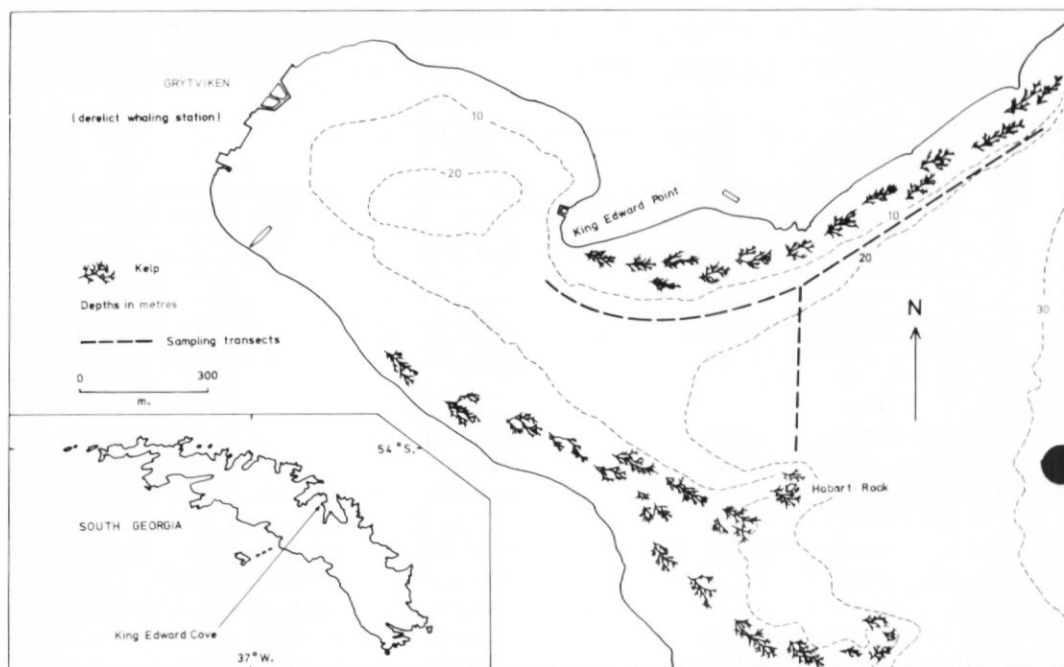 GRYTVIKEN
(derelict whaling station)
10
20
King Edward Point
10
20
30
Kelp
Depths in metres
Sampling transects
0 300
m.
N
Hobart Rock
54° S.
SOUTH GEORGIA
King Edward Cove
37° W.